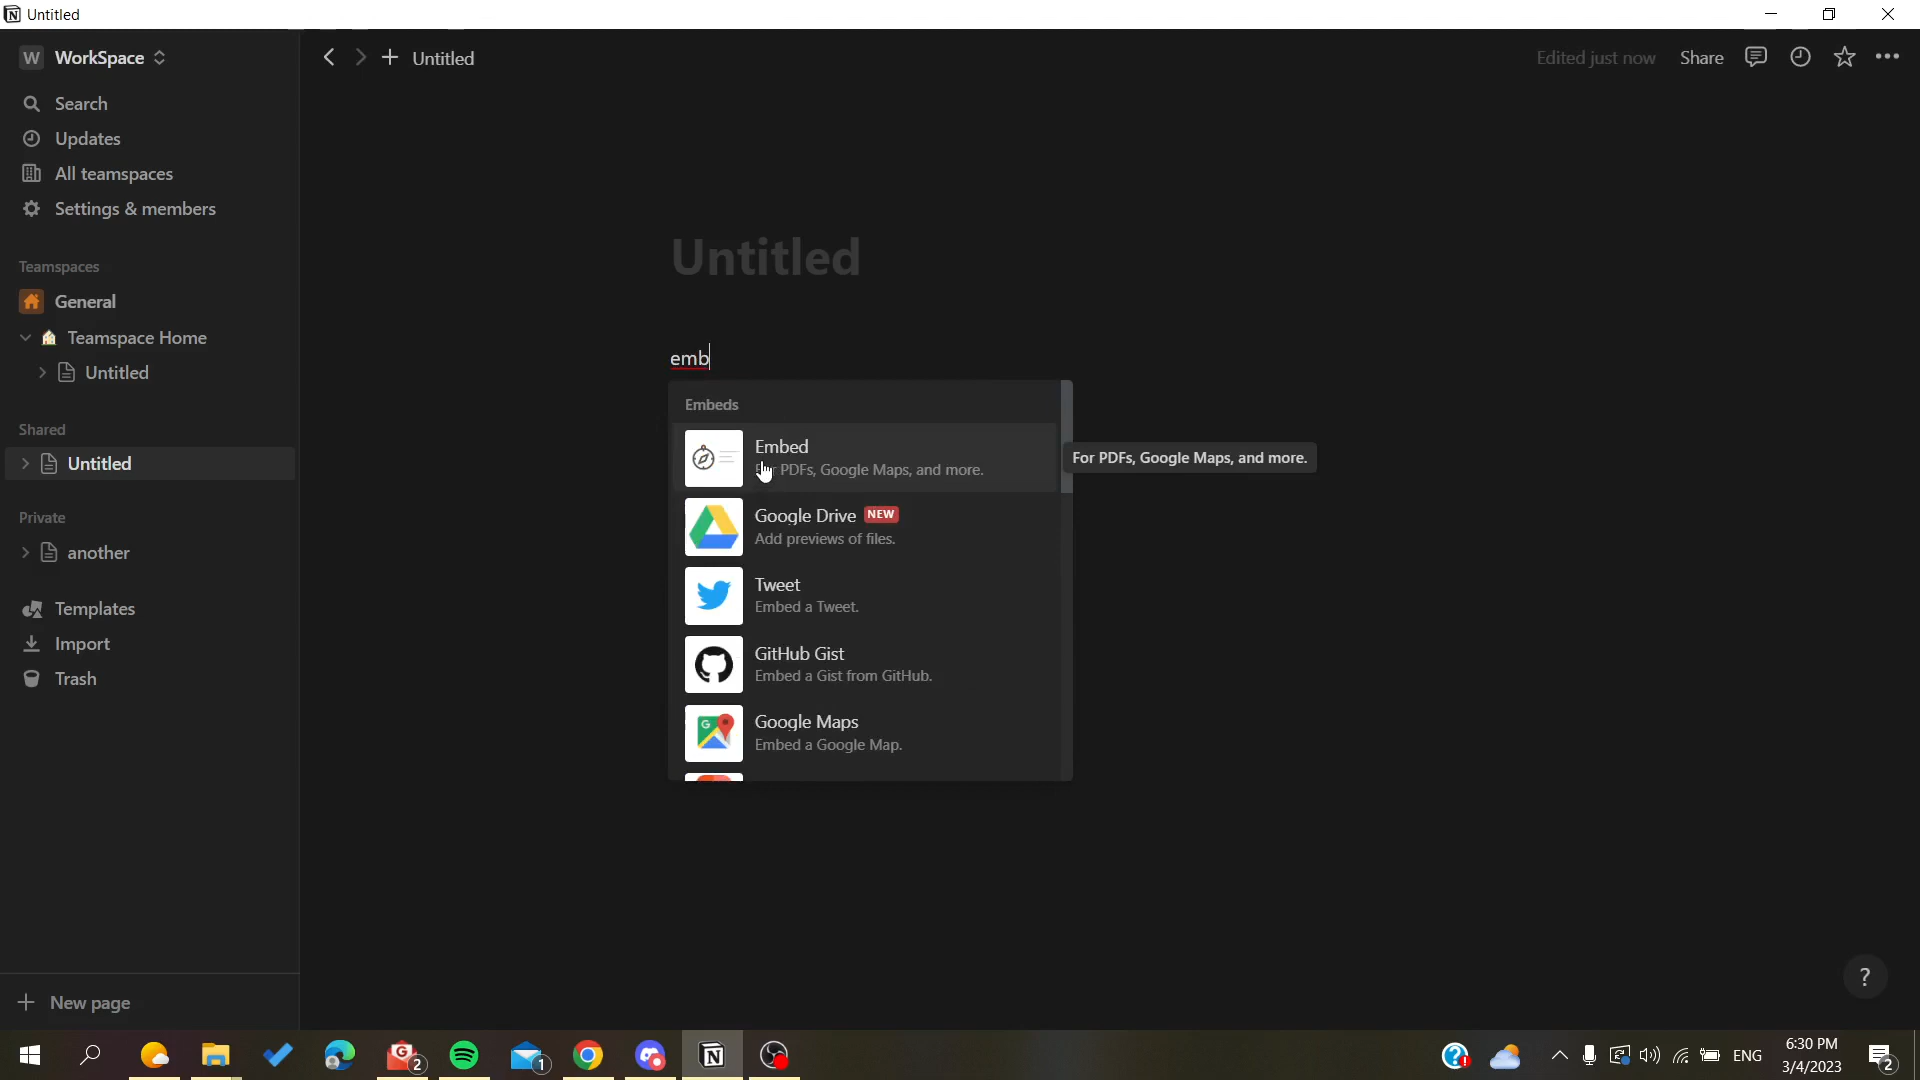 Untitled
W WorkSpace
Untitled
Edited just now
Share
Search
Updates
All teamspaces
Settings & members
Teamspaces
General
Teamspace Home
Untitled
Shared
Untitled
Private
another
Templates
Import
Trash
New page
Untitled
emb
Embeds
Embed
PDFs, Google Maps, and more.
For PDFs, Google Maps, and more.
Google Drive NEW
Add previews of files.
Tweet
Embed a Tweet.
GitHub Gist
Embed a Gist from GitHub.
Google Maps
Embed a Google Map.
?
2
1
ENG
6:30 PM
3/4/2023
2